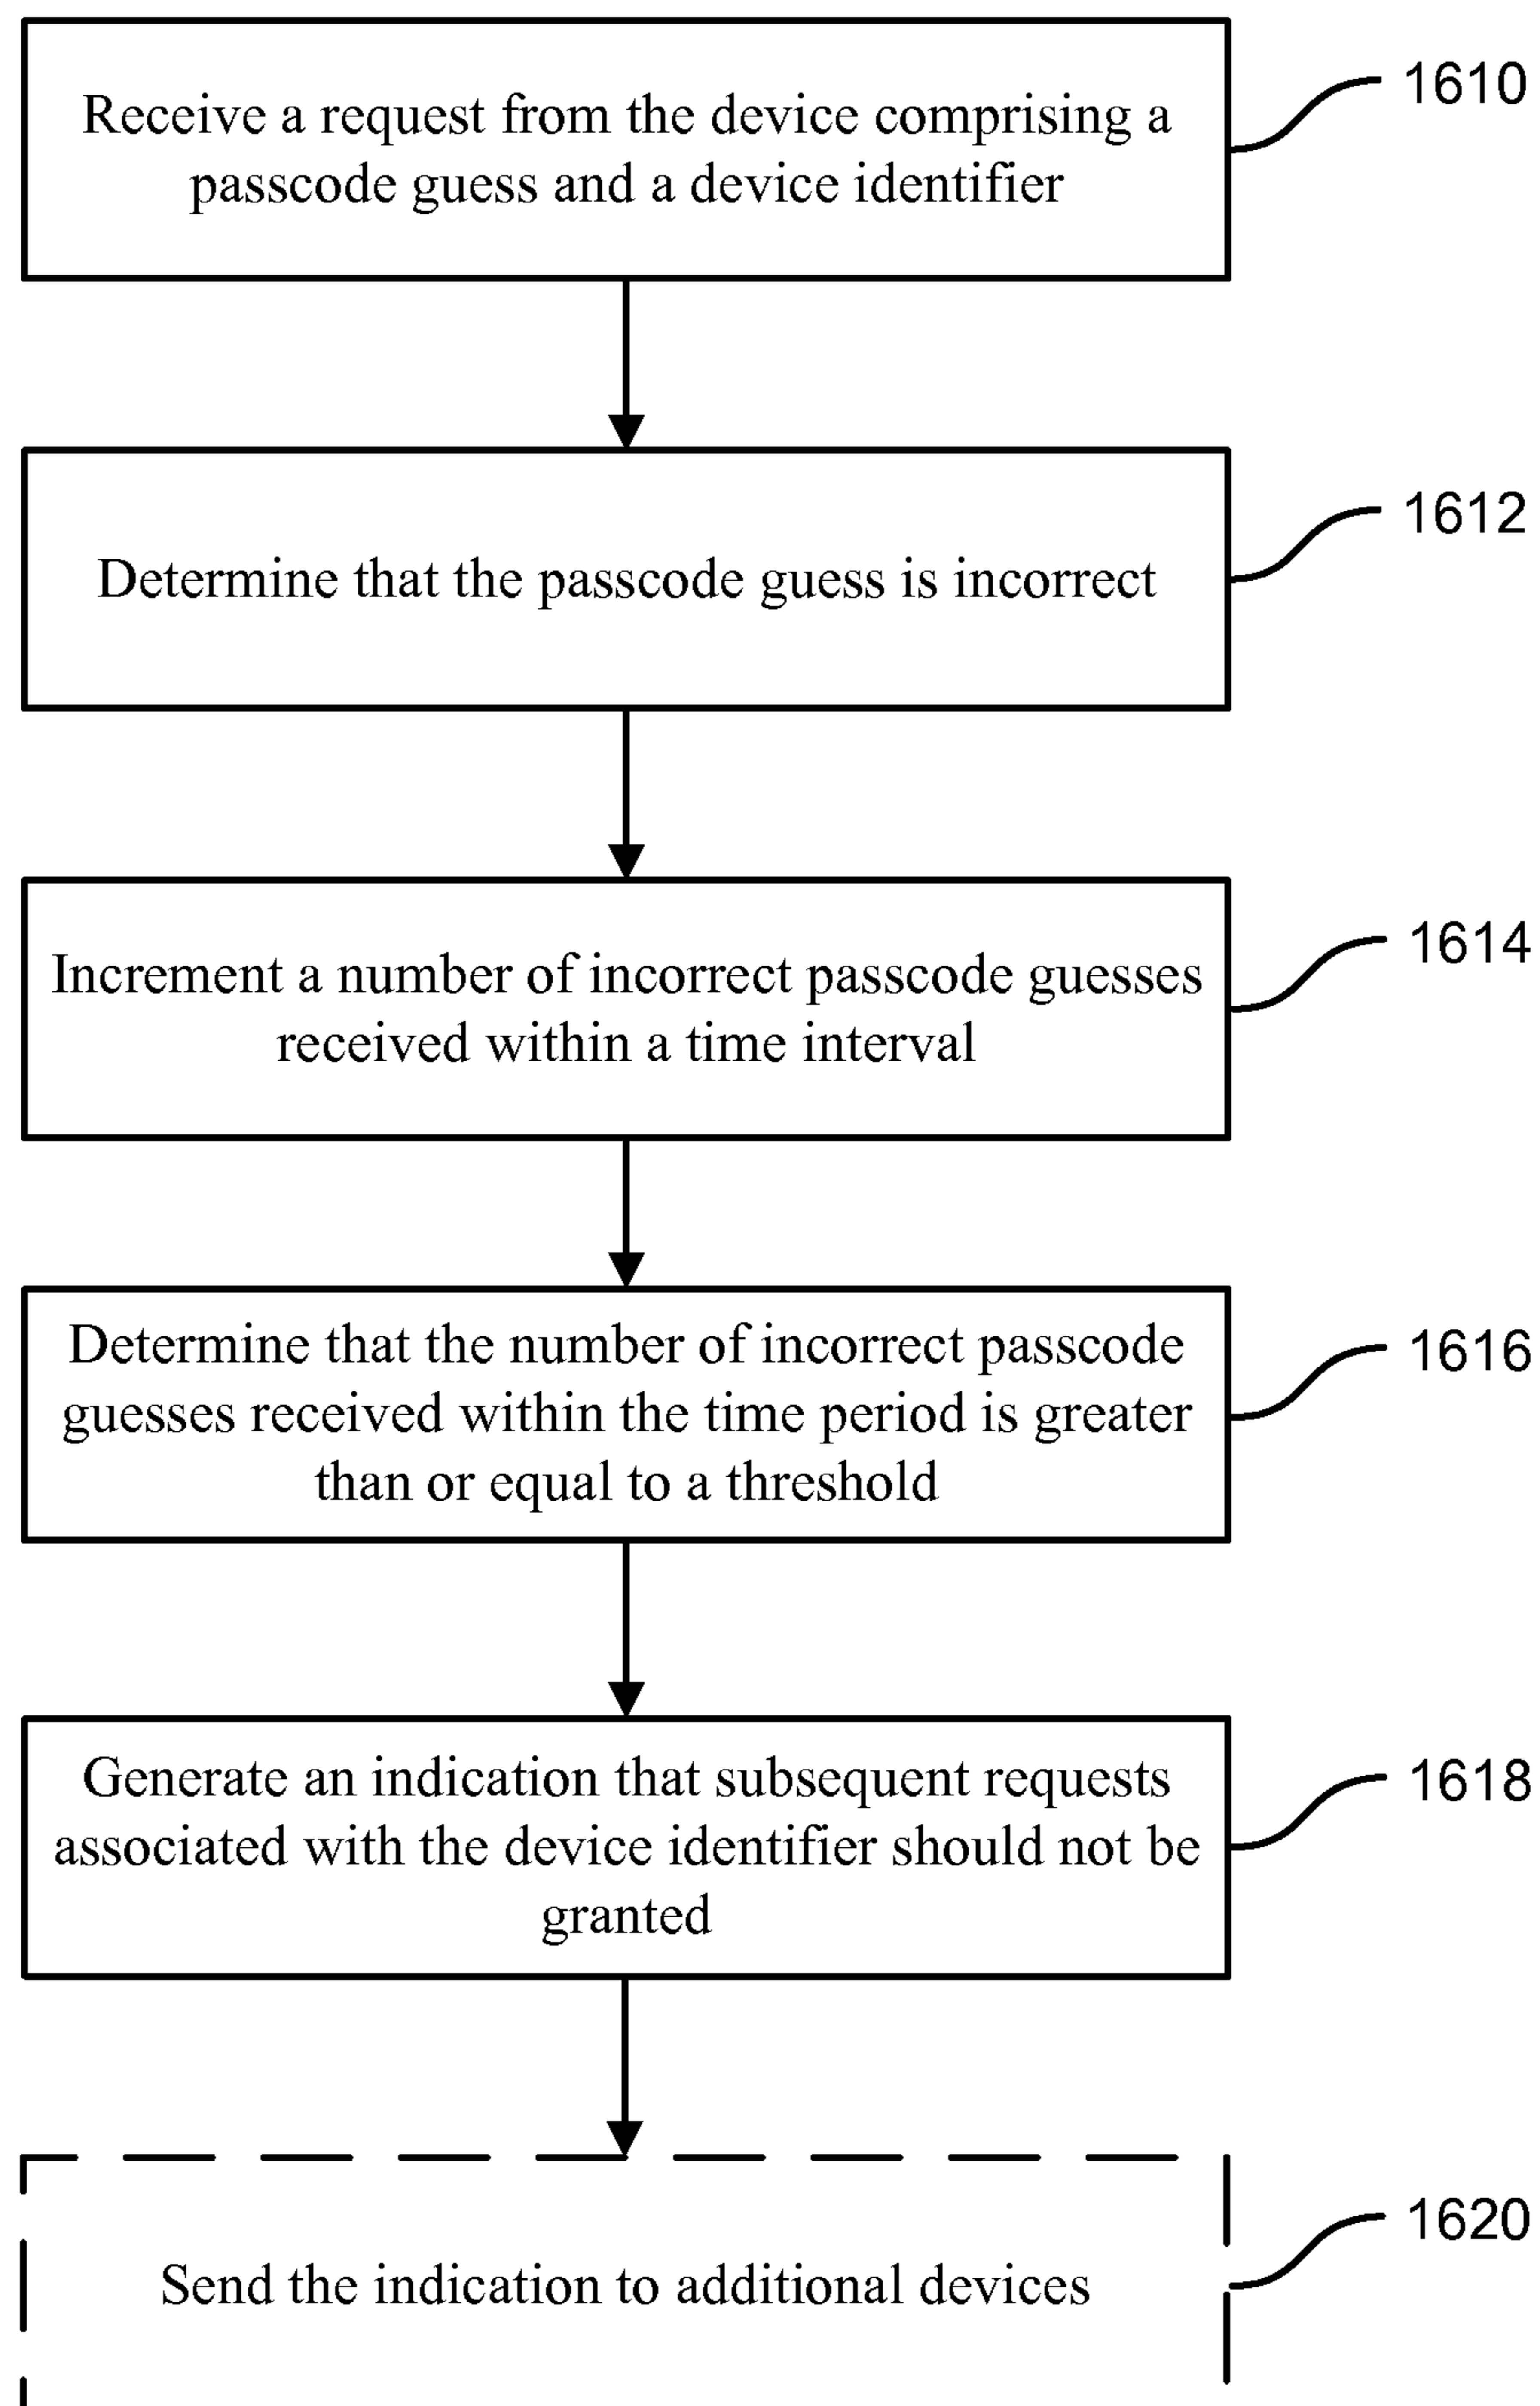 Receive a request from the device comprising a
passcode guess and a device identifier
1610
Determine that the passcode guess is incorrect
1612
Increment a number of incorrect passcode guesses
received within a time interval
1614
Determine that the number of incorrect passcode
guesses received within the time period is greater
than or equal to a threshold
1616
Generate an indication that subsequent requests
associated with the device identifier should not be
granted
1618
Send the indication to additional devices
1620